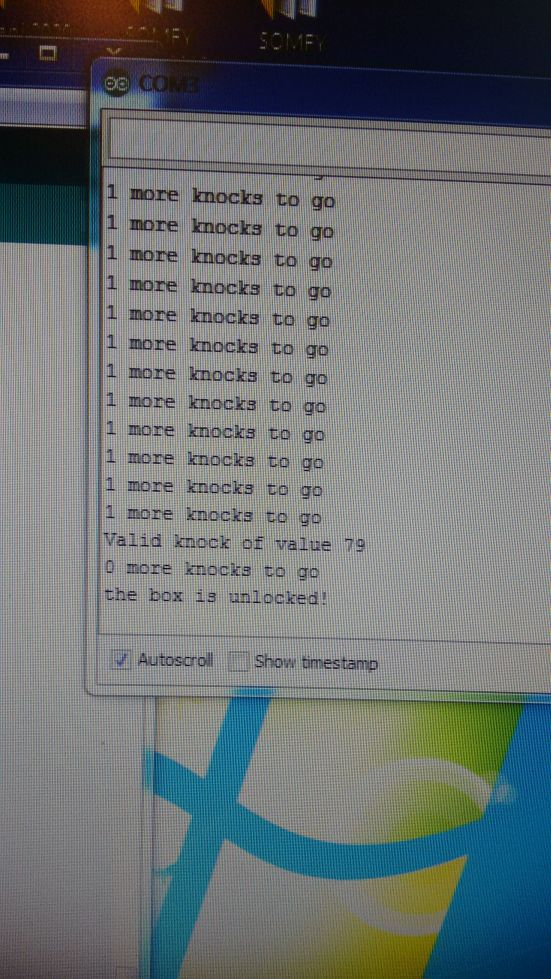 SOMFY
SOMFY
COM3
1 more knocks to go
1 more knocks to go
1 more knocks to go
1 more knocks to go
1 more knocks to go
1 more knocks to go
1 more knocks to go
1 more knocks to go
1 more knocks to go
1 more knocks to go
1 more knocks to go
1 more knocks to go
Valid knock of value 79
0 more knocks to go
the box is unlocked!
Autoscroll
Show timestamp